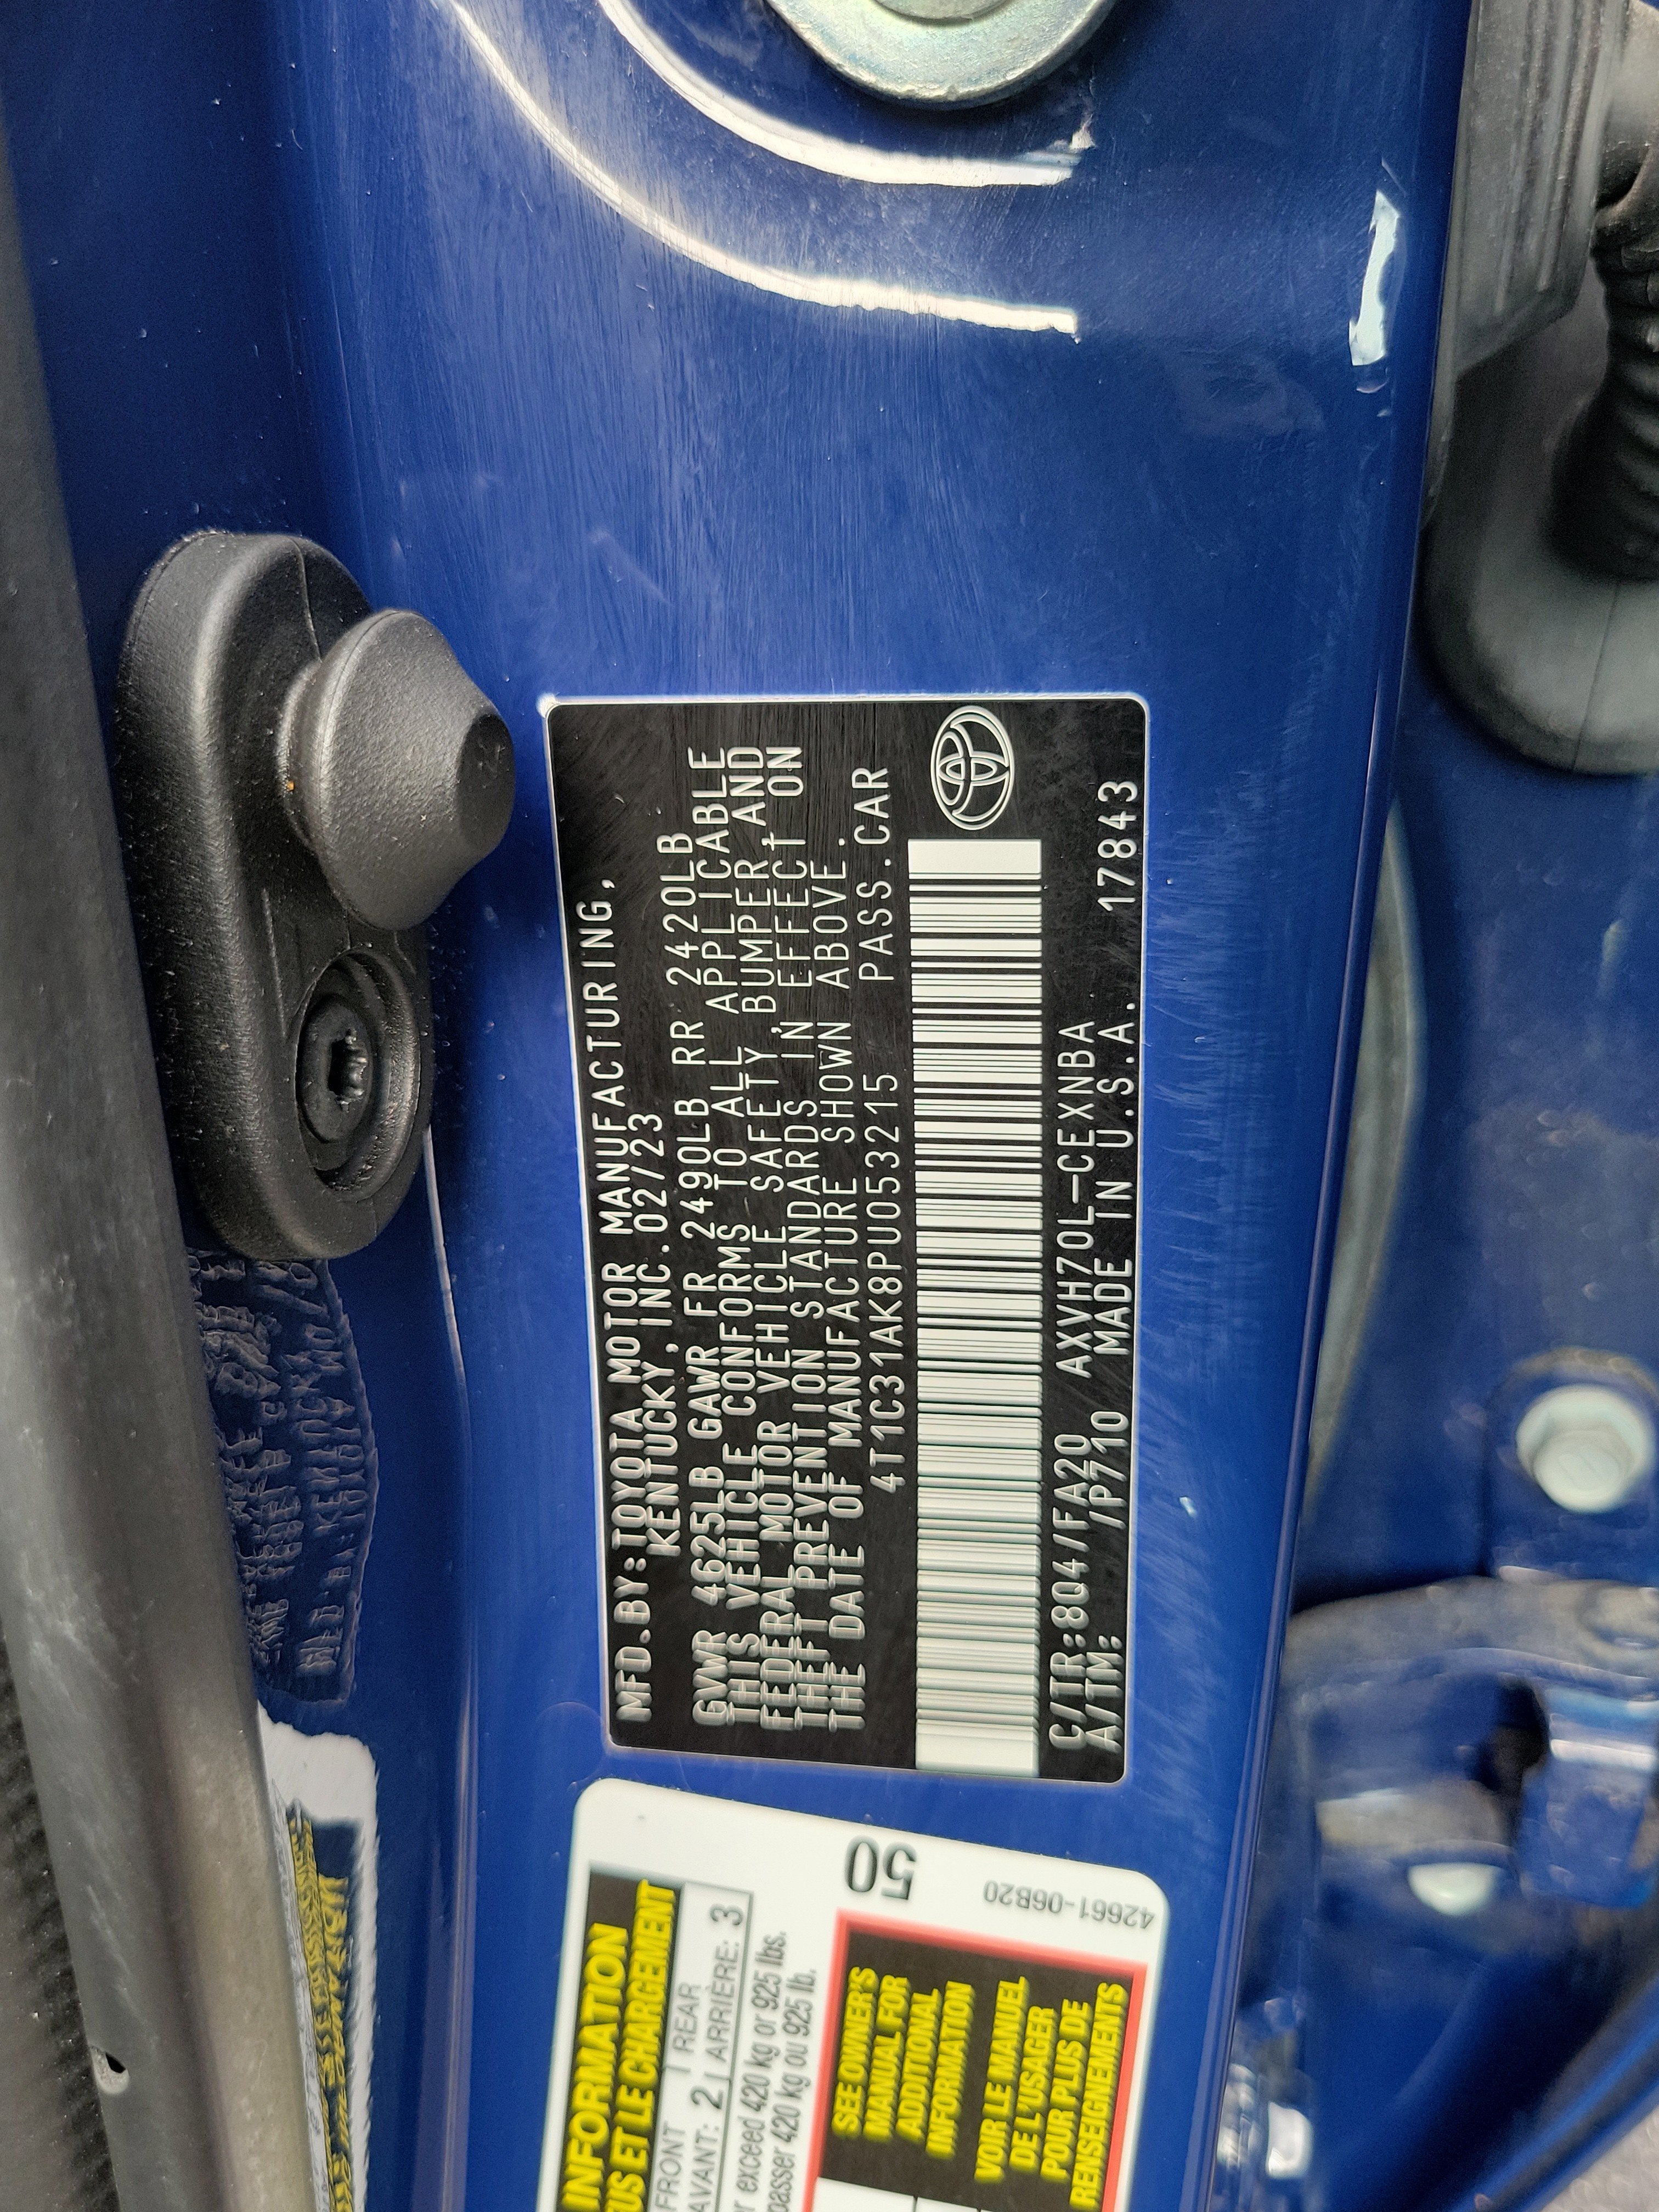 MFD.BY:TOYOTA MOTOR MANUFACTURING,
KENTUCKY,INC.02/23
GVWR 4625LB GAWR FR 2490LB RR 2420LB
THIS VEHICLE CONFORMS TO ALL APPLICABLE
FEDERAL MOTOR VEHICLE SAFETY,BUMPER,AND
THEFT PREVENTION STANDARDS IN EFFECT ON
THE DATE OF MANUFACTURE SHOWN ABOVE.
4T1C31AK8PU053215 PASS.CAR
C/TR:8Q4/FA20 AXVH70L-CEXNBA
A/TM: /P710 MADE IN U.S.A. 17843
INFORMATION
ET LE CHARGEMENT
FRONT REAR
AVANT: 2 ARRIÈRE: 3
exceed 420 kg or 925 lbs.
420 kg ou 925 lb.
50
42661-06B20
SEE OWNER'S
MANUAL FOR
ADDITIONAL
INFORMATION
VOIR LE MANUEL
DE L'USAGER
POUR PLUS DE
RENSEIGNEMENTS